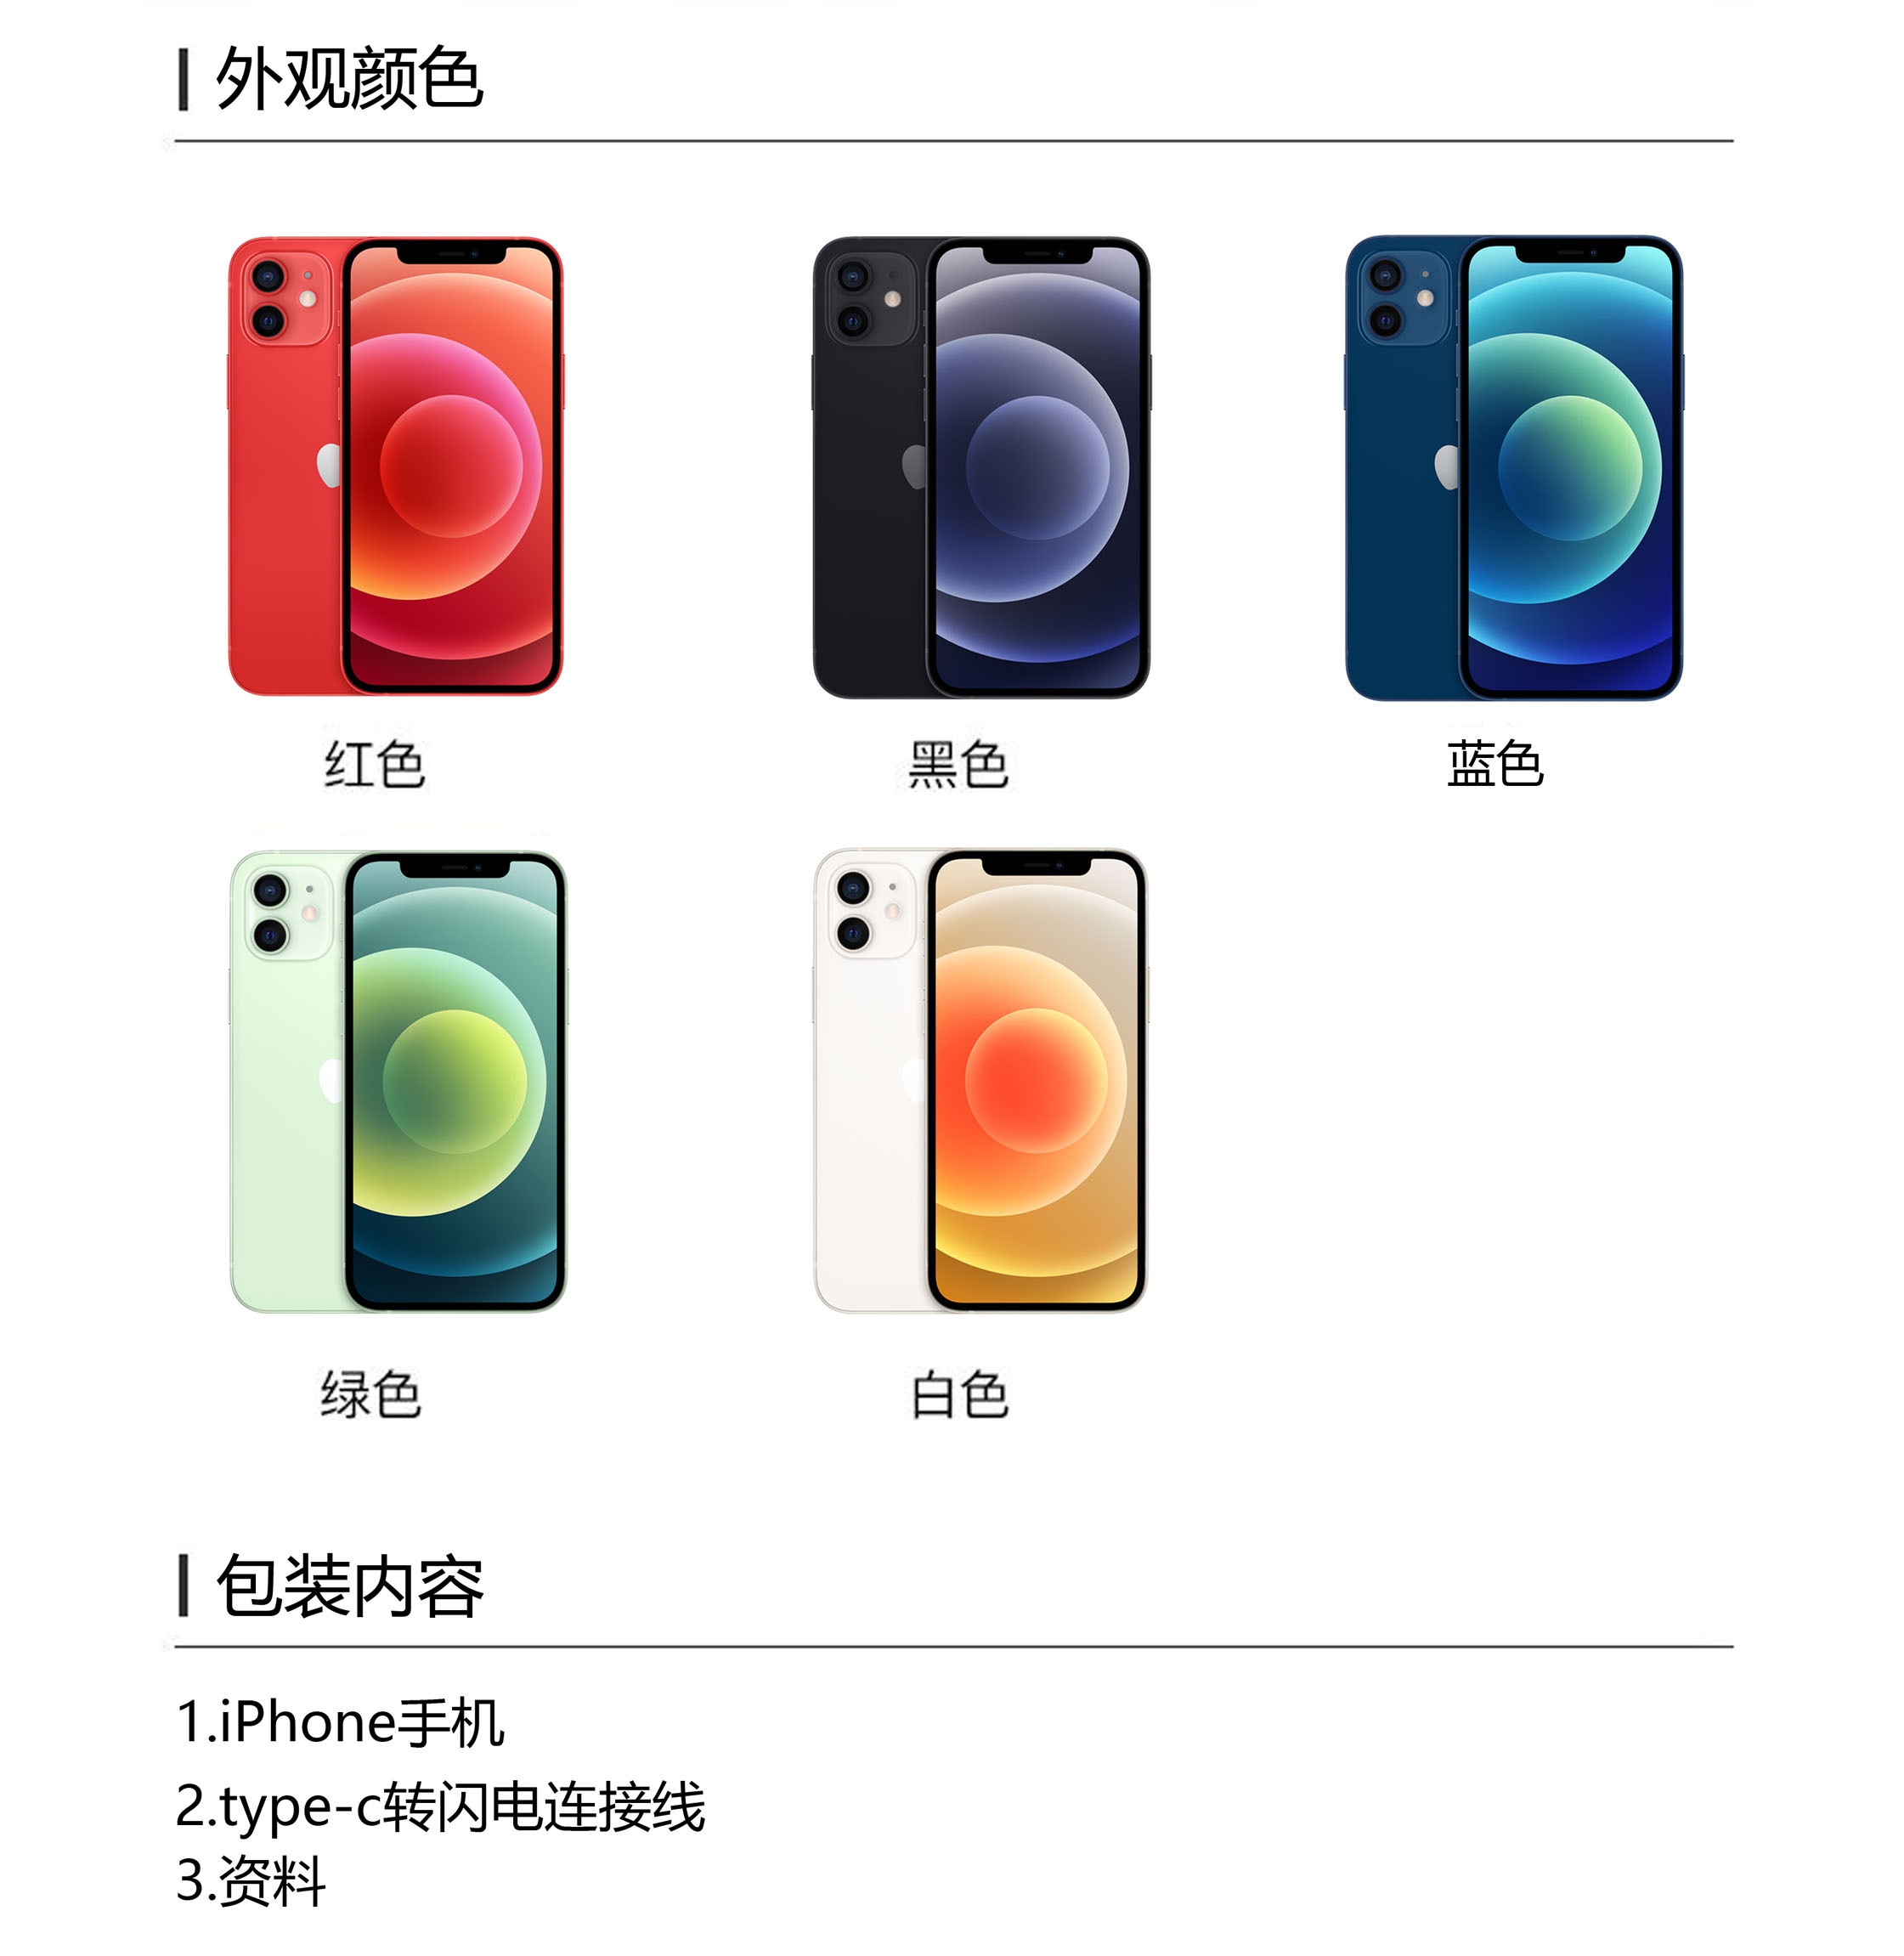 外观颜色
红色
黑色
蓝色
绿色
白色
包装内容
1.iPhone手机
2.type-c转闪电连接线
3.资料